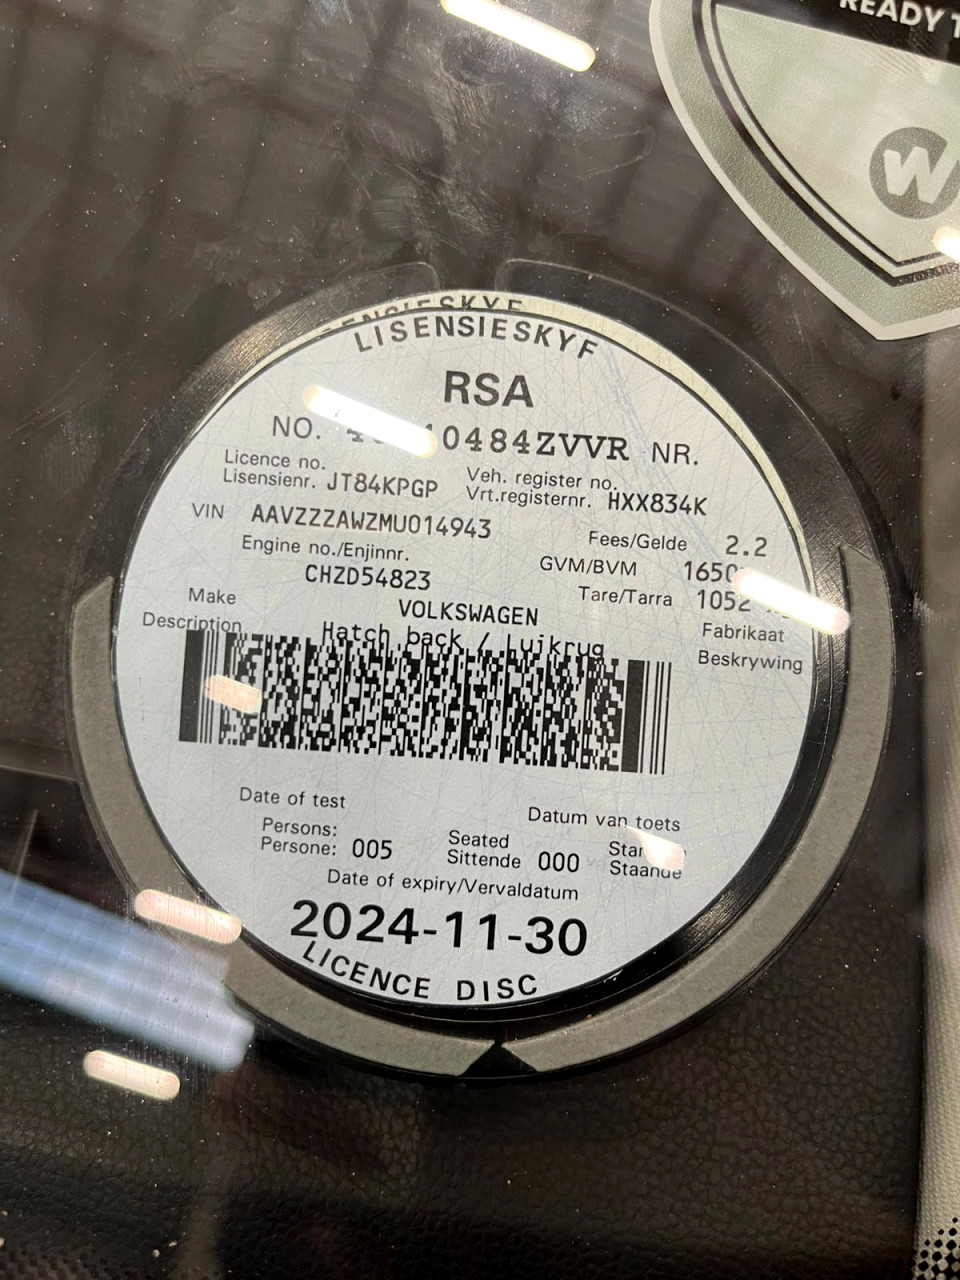 READY
W
LISENSIESKYF
RSA
NO. 0484ZVVR NR.
Licence no. Veh. register no.
Lisensienr. JT84KPGP Vrt.registernr. HXX834K
VIN AAVZZZAWZMU014943 Fees/Gelde 2.2
Engine no./Enjinnr. GVM/BVM 1650
CHZD54823 Tare/Tarra 1052
Make VOLKSWAGEN Fabrikaat
Description Hatch back / Luikrug Beskrywing
Date of test Datum van toets
Persons: Seated
Persone: 005 Sittende 000 Staande
Date of expiry/Vervaldatum
2024-11-30
LICENCE DISC